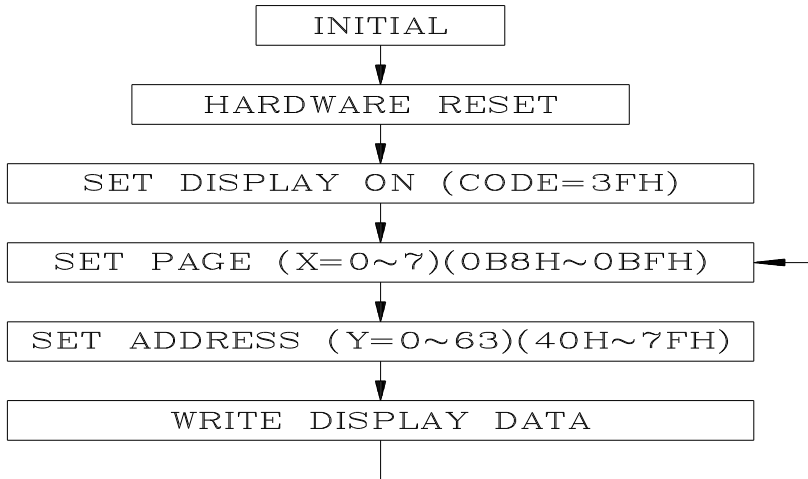 INITIAL
HARDWARE RESET
SET DISPLAY ON (CODE=3FH)
SET PAGE (X=0~7)(0B8H~0BFH)
SET ADDRESS (Y=0~63)(40H~7FH)
WRITE DISPLAY DATA